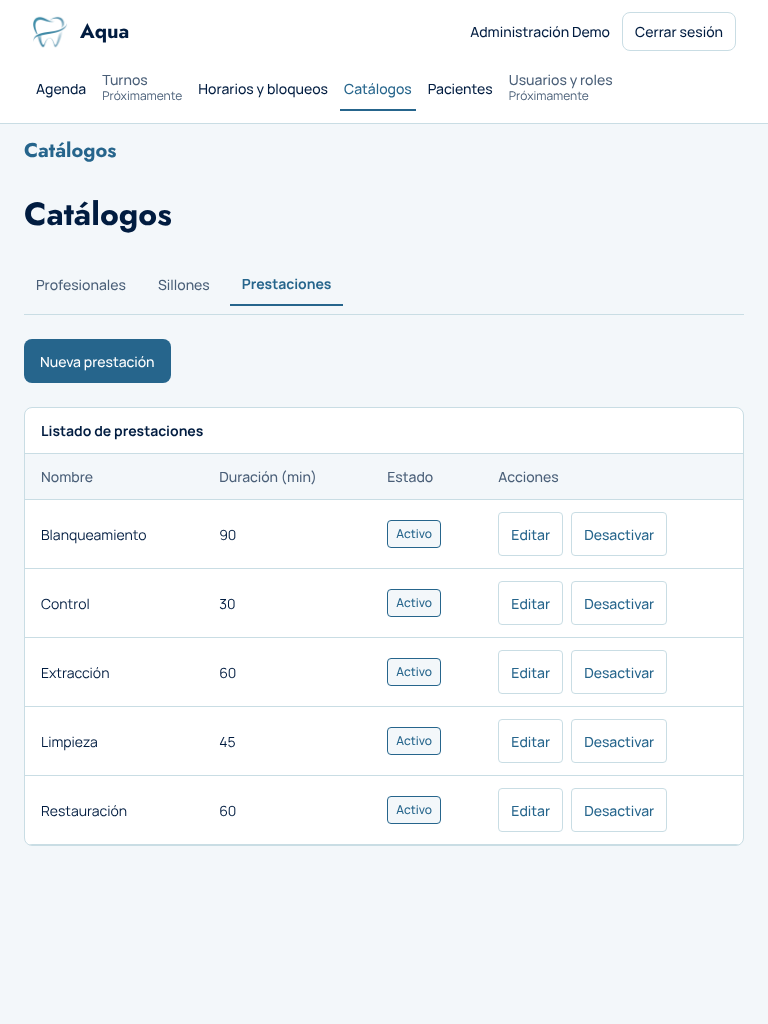 Aqua
Administración Demo
Cerrar sesión
Agenda
Turnos
Próximamente
Horarios y bloqueos
Catálogos
Pacientes
Usuarios y roles
Próximamente
Catálogos
Catálogos
Profesionales
Sillones
Prestaciones
Nueva prestación
Listado de prestaciones
Nombre Duración (min) Estado Acciones
Blanqueamiento 90 Activo Editar Desactivar
Control 30 Activo Editar Desactivar
Extracción 60 Activo Editar Desactivar
Limpieza 45 Activo Editar Desactivar
Restauración 60 Activo Editar Desactivar